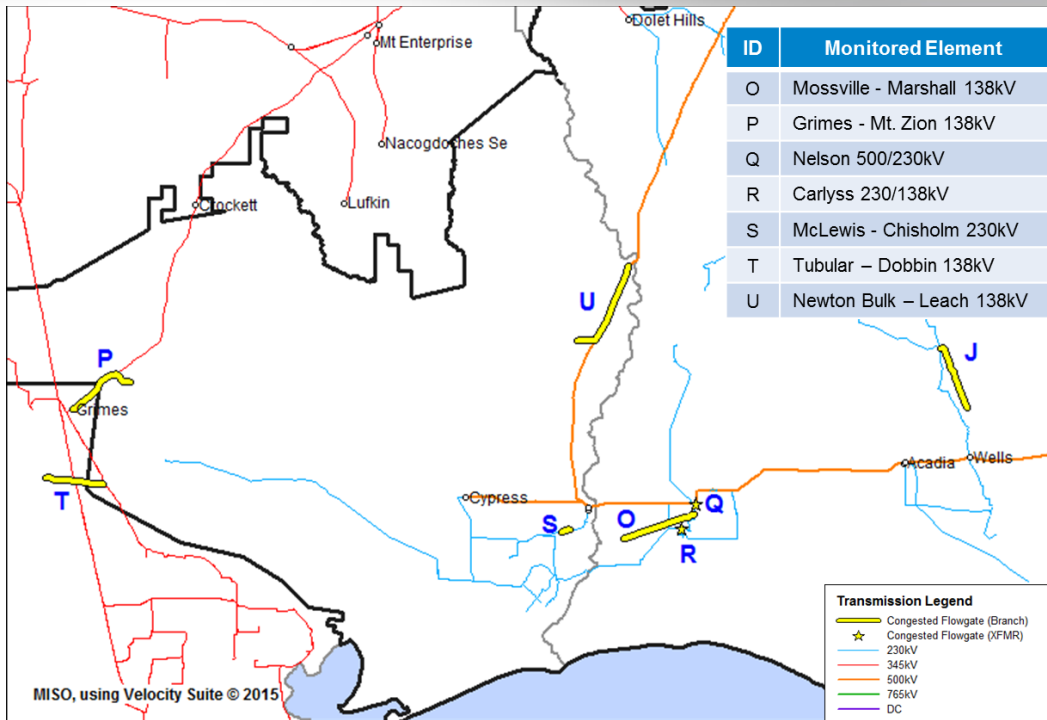 Dolet Hills
Mt Enterprise
Nacogdoches Se
Crockett
Lufkin
ID Monitored Element
O Mossville - Marshall 138kV
P Grimes - Mt. Zion 138kV
Q Nelson 500/230kV
R Carlyss 230/138kV
S McLewis - Chisholm 230kV
T Tubular – Dobbin 138kV
U Newton Bulk – Leach 138kV
U
J
P
Grimes
T
Acadia
Wells
Cypress
Q
S
O
R
Transmission Legend
Congested Flowgate (Branch)
Congested Flowgate (XFMR)
230kV
345kV
500kV
765kV
DC
MISO, using Velocity Suite © 2015